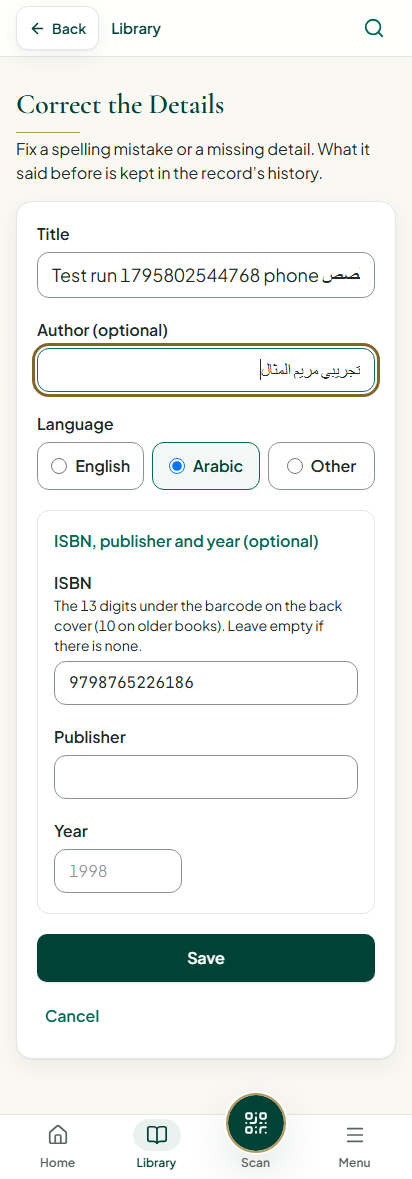 Back Library
Correct the Details
Fix a spelling mistake or a missing detail. What it
said before is kept in the record's history.
Title
Test run 1795802544768 phone قصص
Author (optional)
تجريبي مريم المثال
Language
English Arabic Other
ISBN, publisher and year (optional)
ISBN
The 13 digits under the barcode on the back
cover (10 on older books). Leave empty if
there is none.
9798765226186
Publisher
Year
1998
Save
Cancel
Home Library Scan Menu